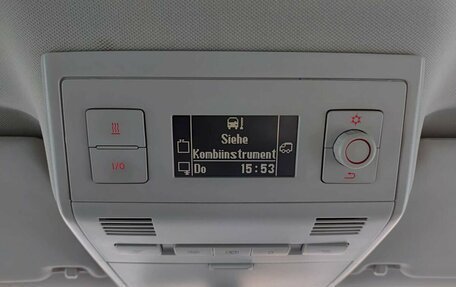 !
Siehe
Kombiinstrument
Do 15:53
I/O